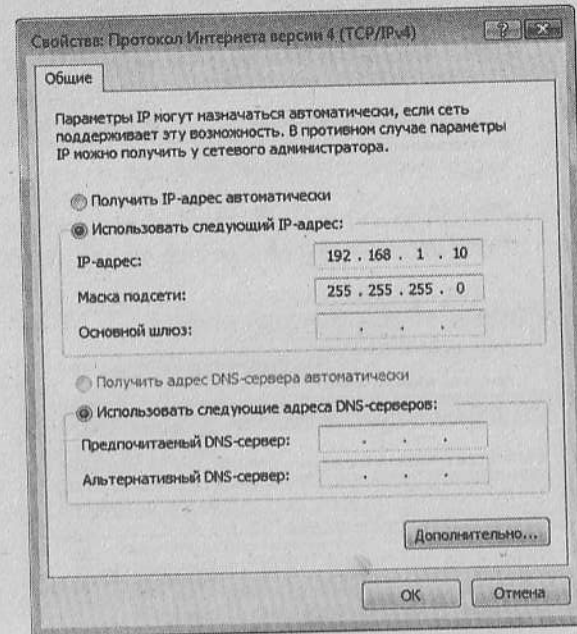 Свойства: Протокол Интернета версии 4 (TCP/IPv4)
Общие
Параметры IP могут назначаться автоматически, если сеть
поддерживает эту возможность. В противном случае параметры
IP можно получить у сетевого администратора.
Получить IP-адрес автоматически
Использовать следующий IP-адрес:
IP-адрес: 192 . 168 . 1 . 10
Маска подсети: 255 . 255 . 255 . 0
Основной шлюз: . . .
Получить адрес DNS-сервера автоматически
Использовать следующие адреса DNS-серверов:
Предпочитаемый DNS-сервер: . . .
Альтернативный DNS-сервер: . . .
Дополнительно...
ОК Отмена